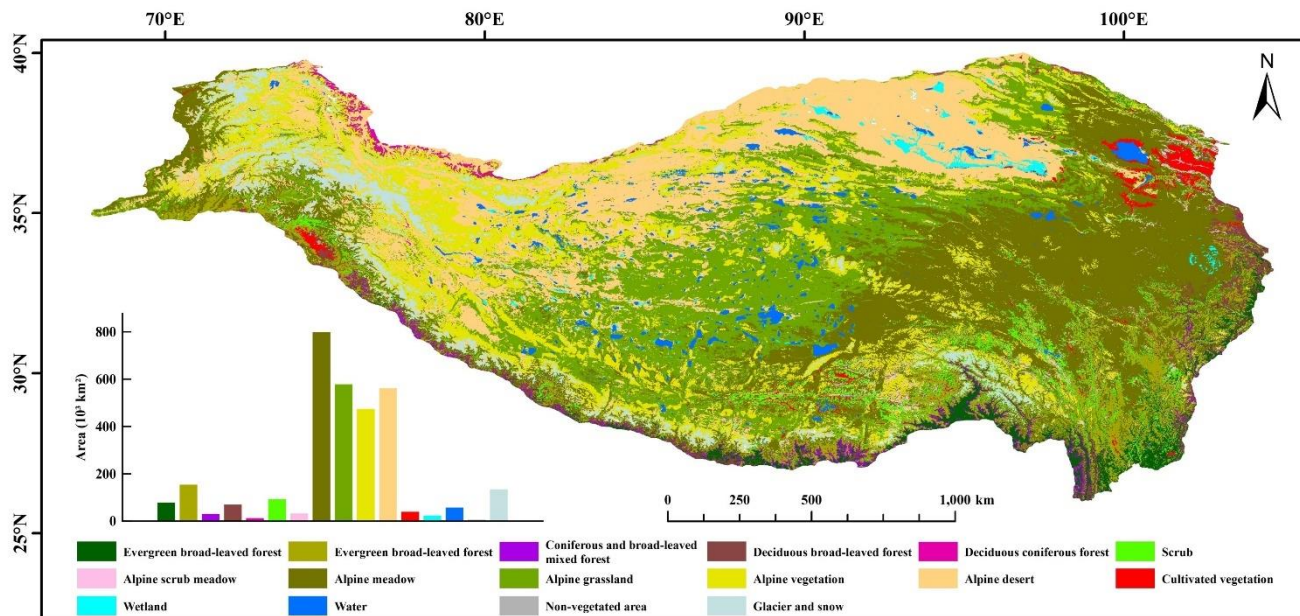 70°E 80°E 90°E 100°E
40°N
N
35°N
30°N
25°N
800
600
400
200
0
Area (10³ km²)
0 250 500 1,000 km
Evergreen broad-leaved forest
Evergreen broad-leaved forest
Coniferous and broad-leaved
mixed forest
Deciduous broad-leaved forest
Deciduous coniferous forest
Scrub
Alpine scrub meadow
Alpine meadow
Alpine grassland
Alpine vegetation
Alpine desert
Cultivated vegetation
Wetland
Water
Non-vegetated area
Glacier and snow